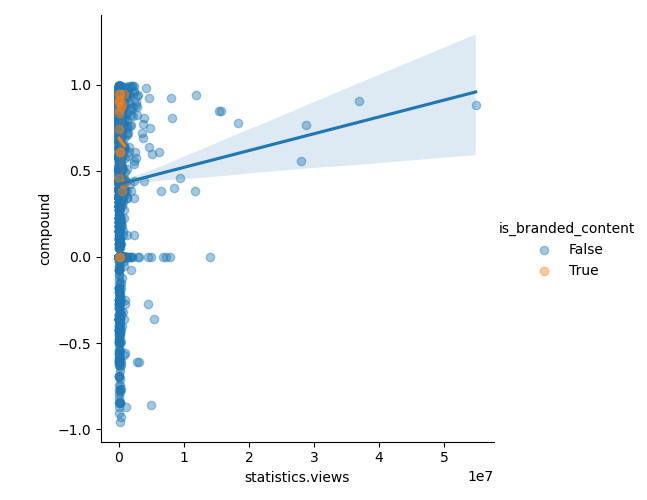 1.0
0.5
0.0
−0.5
−1.0
compound
0
1
2
3
4
5
1e7
statistics.views
is_branded_content
False
True